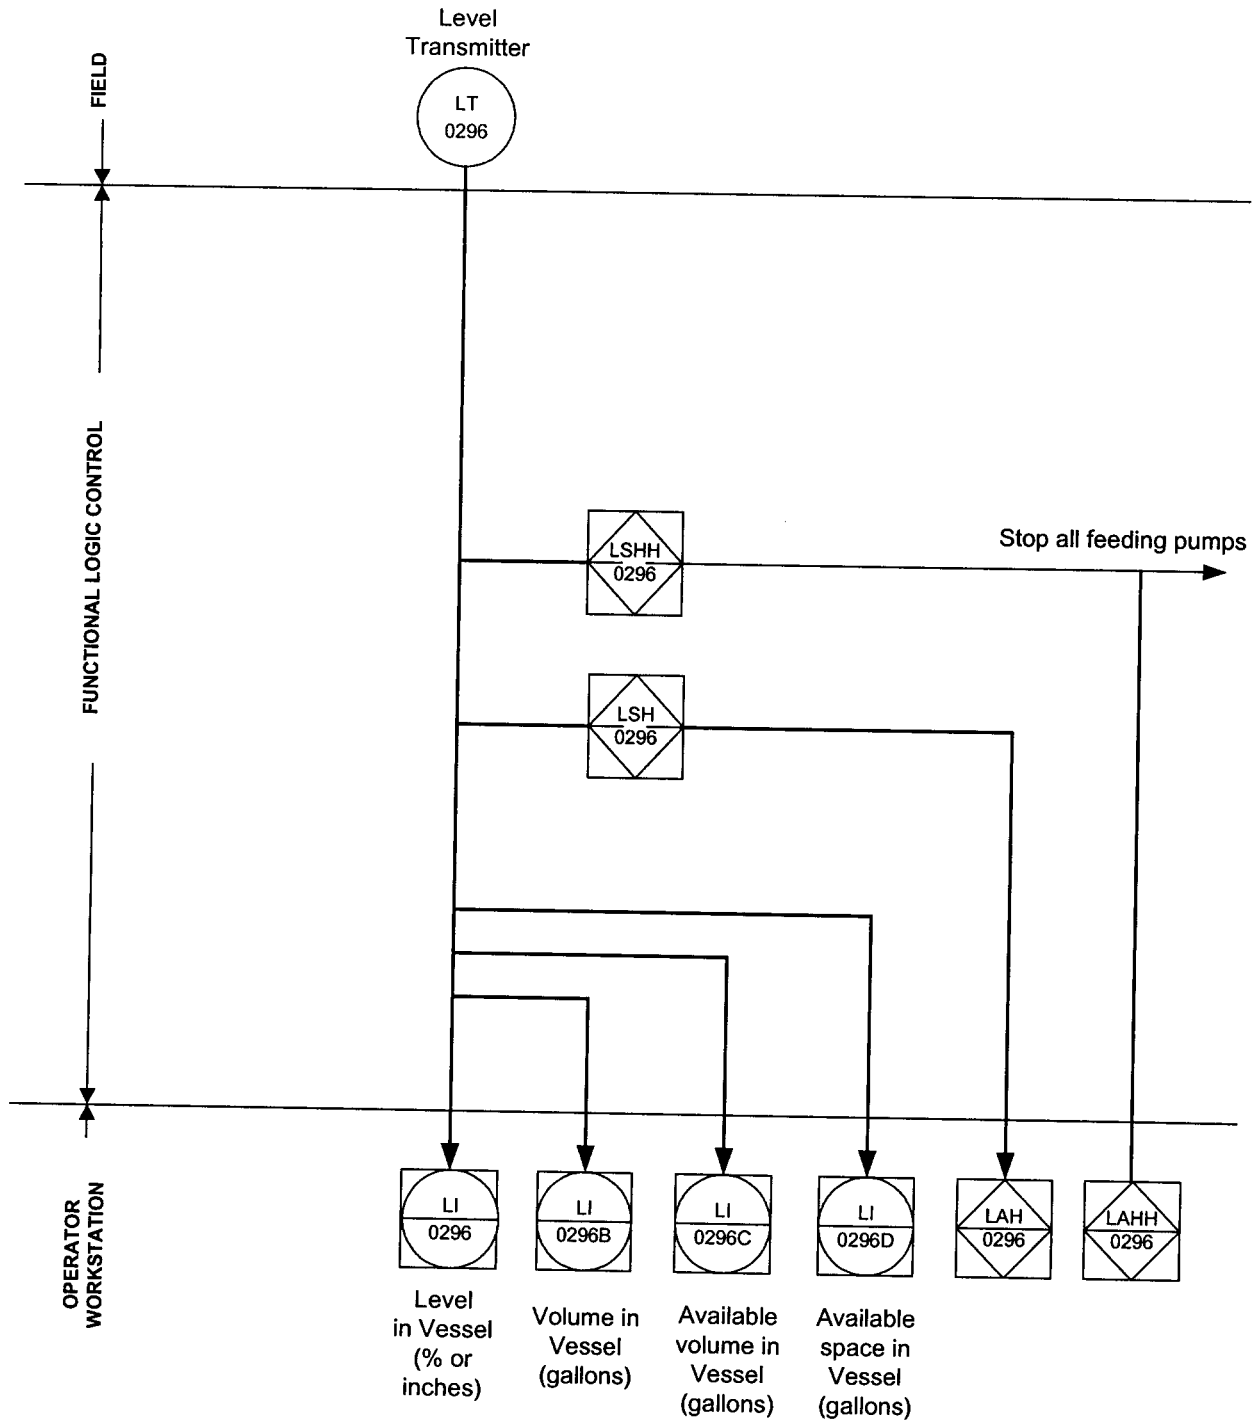 Level
Transmitter
FIELD
LT
0296
FUNCTIONAL LOGIC CONTROL
LSHH
0296
Stop all feeding pumps
LSH
0296
OPERATOR
WORKSTATION
LI
0296
LI
0296B
LI
0296C
LI
0296D
LAH
0296
LAHH
0296
Level
in Vessel
(% or
inches)
Volume in
Vessel
(gallons)
Available
volume in
Vessel
(gallons)
Available
space in
Vessel
(gallons)